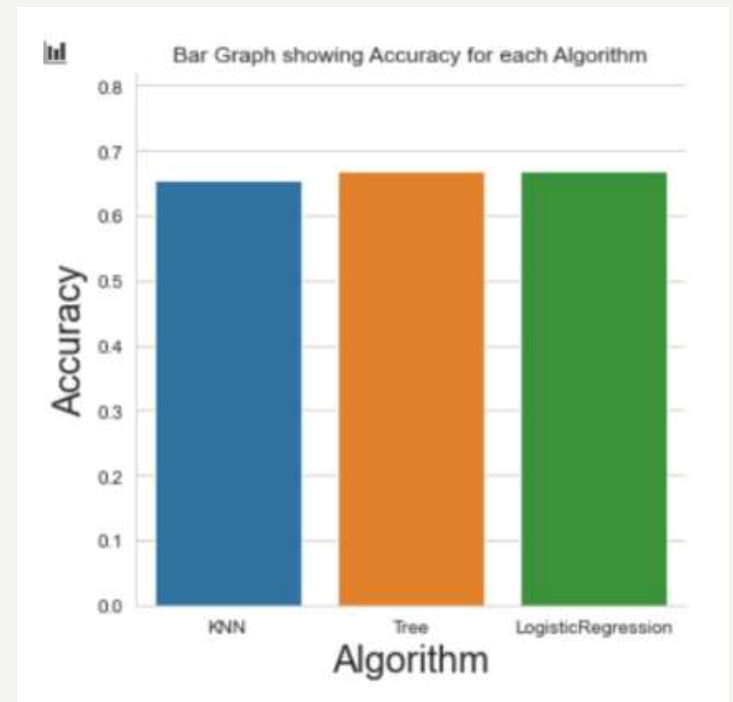 Bar Graph showing Accuracy for each Algorithm
0.8
0.7
0.6
0.5
0.4
0.3
0.2
0.1
0.0
Accuracy
KNN Tree LogisticRegression
Algorithm